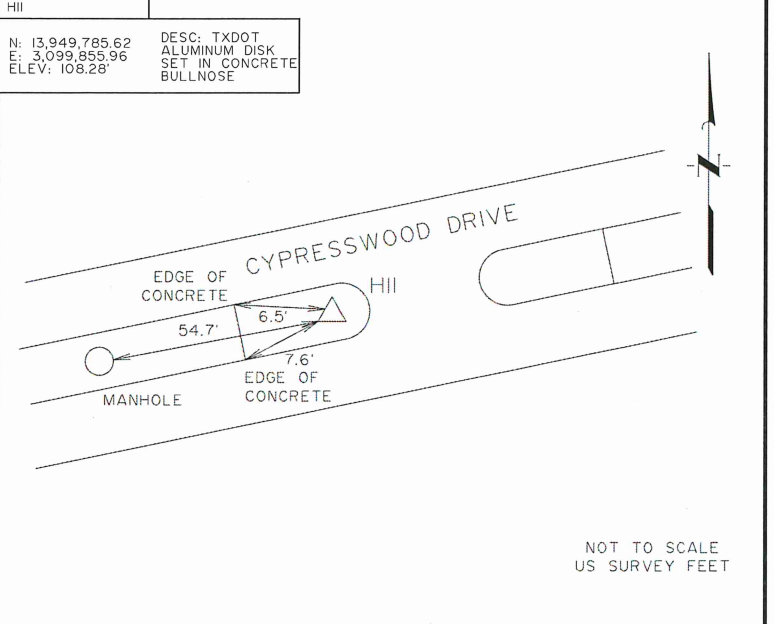 H11
N: 13,949,785.62
E: 3,099,855.96
ELEV: 108.28'
DESC: TXDOT
ALUMINUM DISK
SET IN CONCRETE
BULLNOSE
N
CYPRESSWOOD DRIVE
EDGE OF
CONCRETE
H11
6.5'
54.7'
7.6'
MANHOLE
EDGE OF
CONCRETE
NOT TO SCALE
US SURVEY FEET